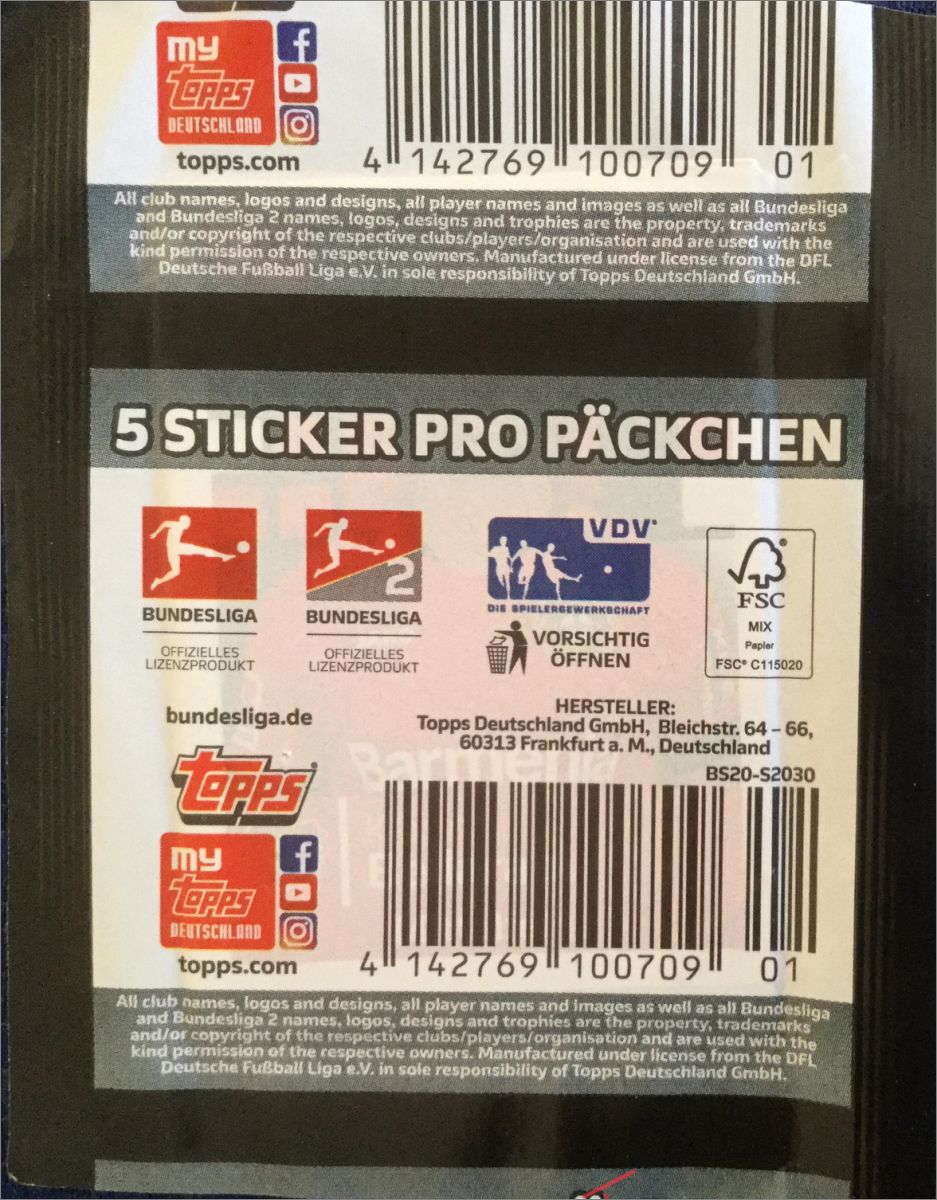 my
topps
DEUTSCHLAND
topps.com
4 142769 100709 01
All club names, logos and designs, all player names and images as well as all Bundesliga
and Bundesliga 2 names, logos, designs and trophies are the property, trademarks
and/or copyright of the respective clubs/players/organisation and are used with the
kind permission of the respective owners. Manufactured under license from the DFL
Deutsche Fußball Liga e.V. in sole responsibility of Topps Deutschland GmbH.
5 STICKER PRO PÄCKCHEN
BUNDESLIGA
OFFIZIELLES
LIZENZPRODUKT
2
BUNDESLIGA
OFFIZIELLES
LIZENZPRODUKT
VDV
DIE SPIELERGEWERKSCHAFT
VORSICHTIG
ÖFFNEN
FSC
MIX
Papier
FSC® C115020
bundesliga.de
HERSTELLER:
Topps Deutschland GmbH, Bleichstr. 64 – 66,
60313 Frankfurt a. M., Deutschland
BS20-S2030
topps
my
topps
DEUTSCHLAND
topps.com
4 142769 100709 01
All club names, logos and designs, all player names and images as well as all Bundesliga
and Bundesliga 2 names, logos, designs and trophies are the property, trademarks
and/or copyright of the respective clubs/players/organisation and are used with the
kind permission of the respective owners. Manufactured under license from the DFL
Deutsche Fußball Liga e.V. in sole responsibility of Topps Deutschland GmbH.
Barmenia